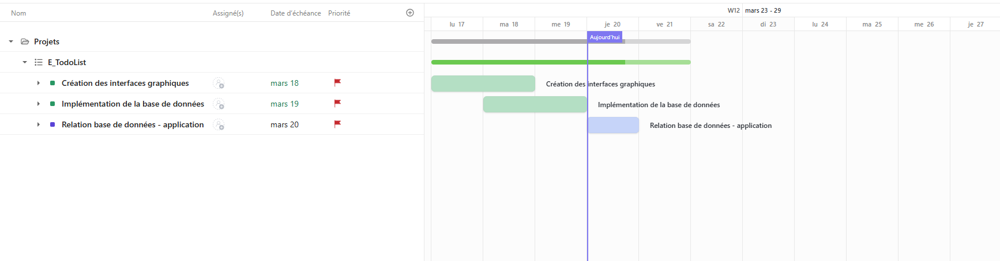 Nom Assigné(s) Date d'échéance Priorité
W12 mars 23 - 29
lu 17 ma 18 me 19 je 20 ve 21 sa 22 di 23 lu 24 ma 25 me 26 je 27
Aujourd'hui
Projets
E_TodoList
Création des interfaces graphiques mars 18 Création des interfaces graphiques
Implémentation de la base de données mars 19 Implémentation de la base de données
Relation base de données - application mars 20 Relation base de données - application